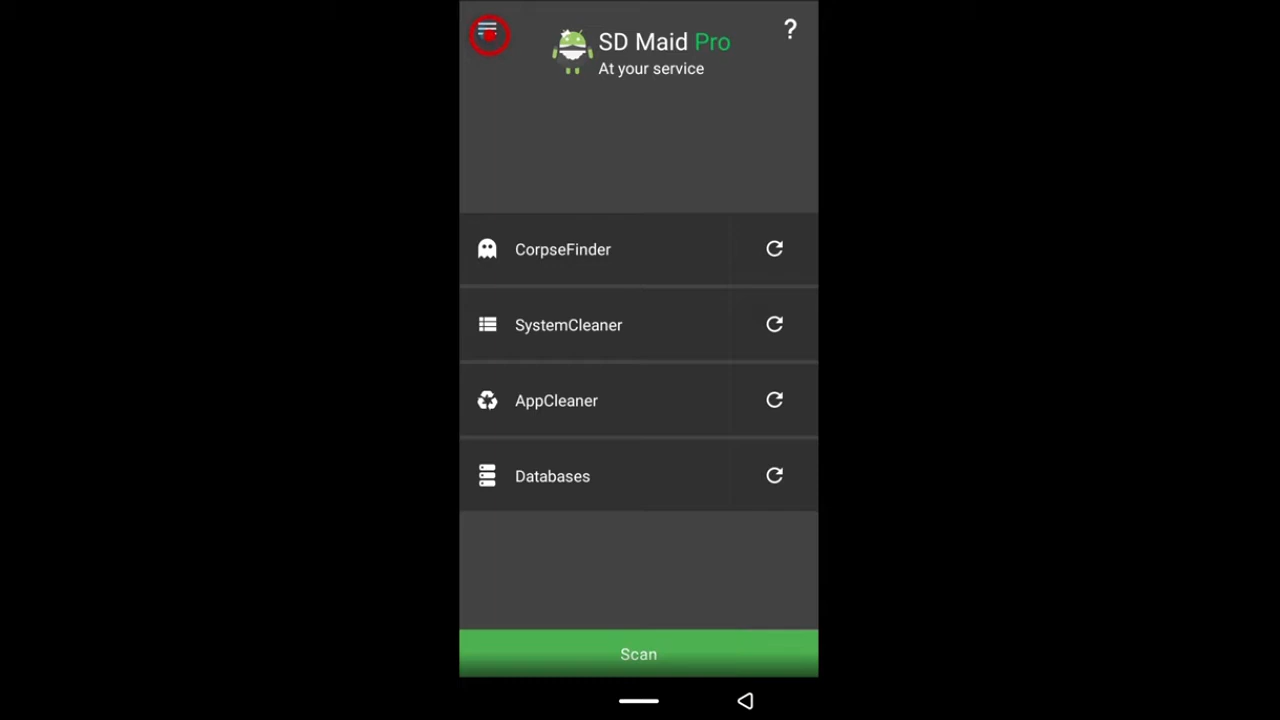 SD Maid Pro
?
At your service
CorpseFinder
SystemCleaner
AppCleaner
Databases
Scan